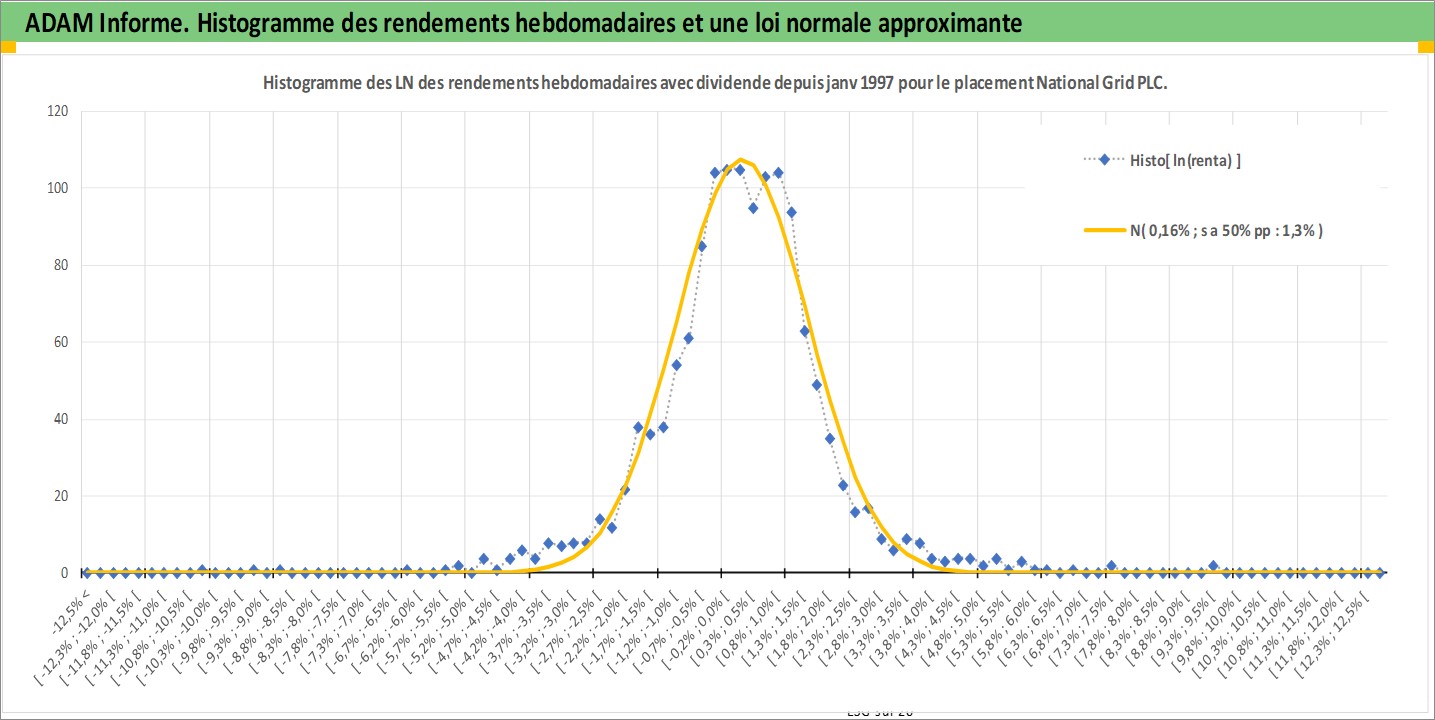 ADAM Informe. Histogramme des rendements hebdomadaires et une loi normale approximante
Histogramme des LN des rendements hebdomadaires avec dividende depuis janv 1997 pour le placement National Grid PLC.
120
100
80
60
40
20
0
Histo[ ln(renta) ]
N( 0,16% ; s a 50% pp : 1,3% )
-12,5% <
[ -12,3% ; -12,0% [
[ -11,8% ; -11,5% [
[ -11,3% ; -11,0% [
[ -10,8% ; -10,5% [
[ -10,3% ; -10,0% [
[ -9,8% ; -9,5% [
[ -9,3% ; -9,0% [
[ -8,8% ; -8,5% [
[ -8,3% ; -8,0% [
[ -7,8% ; -7,5% [
[ -7,3% ; -7,0% [
[ -6,7% ; -6,5% [
[ -6,2% ; -6,0% [
[ -5,7% ; -5,5% [
[ -5,2% ; -5,0% [
[ -4,7% ; -4,5% [
[ -4,2% ; -4,0% [
[ -3,7% ; -3,5% [
[ -3,2% ; -3,0% [
[ -2,7% ; -2,5% [
[ -2,2% ; -2,0% [
[ -1,7% ; -1,5% [
[ -1,2% ; -1,0% [
[ -0,7% ; -0,5% [
[ -0,2% ; 0,0% [
[ 0,3% ; 0,5% [
[ 0,8% ; 1,0% [
[ 1,3% ; 1,5% [
[ 1,8% ; 2,0% [
[ 2,3% ; 2,5% [
[ 2,8% ; 3,0% [
[ 3,3% ; 3,5% [
[ 3,8% ; 4,0% [
[ 4,3% ; 4,5% [
[ 4,8% ; 5,0% [
[ 5,3% ; 5,5% [
[ 5,8% ; 6,0% [
[ 6,3% ; 6,5% [
[ 6,8% ; 7,0% [
[ 7,3% ; 7,5% [
[ 7,8% ; 8,0% [
[ 8,3% ; 8,5% [
[ 8,8% ; 9,0% [
[ 9,3% ; 9,5% [
[ 9,8% ; 10,0% [
[ 10,3% ; 10,5% [
[ 10,8% ; 11,0% [
[ 11,3% ; 11,5% [
[ 11,8% ; 12,0% [
[ 12,3% ; 12,5% [